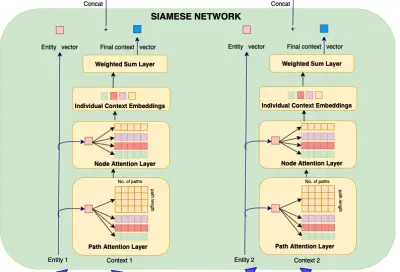 Concat
Concat
SIAMESE NETWORK
Entity vector
Final context vector
Entity vector
Final context vector
Weighted Sum Layer
Weighted Sum Layer
Individual Context Embeddings
Individual Context Embeddings
Node Attention Layer
Node Attention Layer
No. of paths
path length
No. of paths
path length
Path Attention Layer
Path Attention Layer
Entity 1
Context 1
Entity 2
Context 2